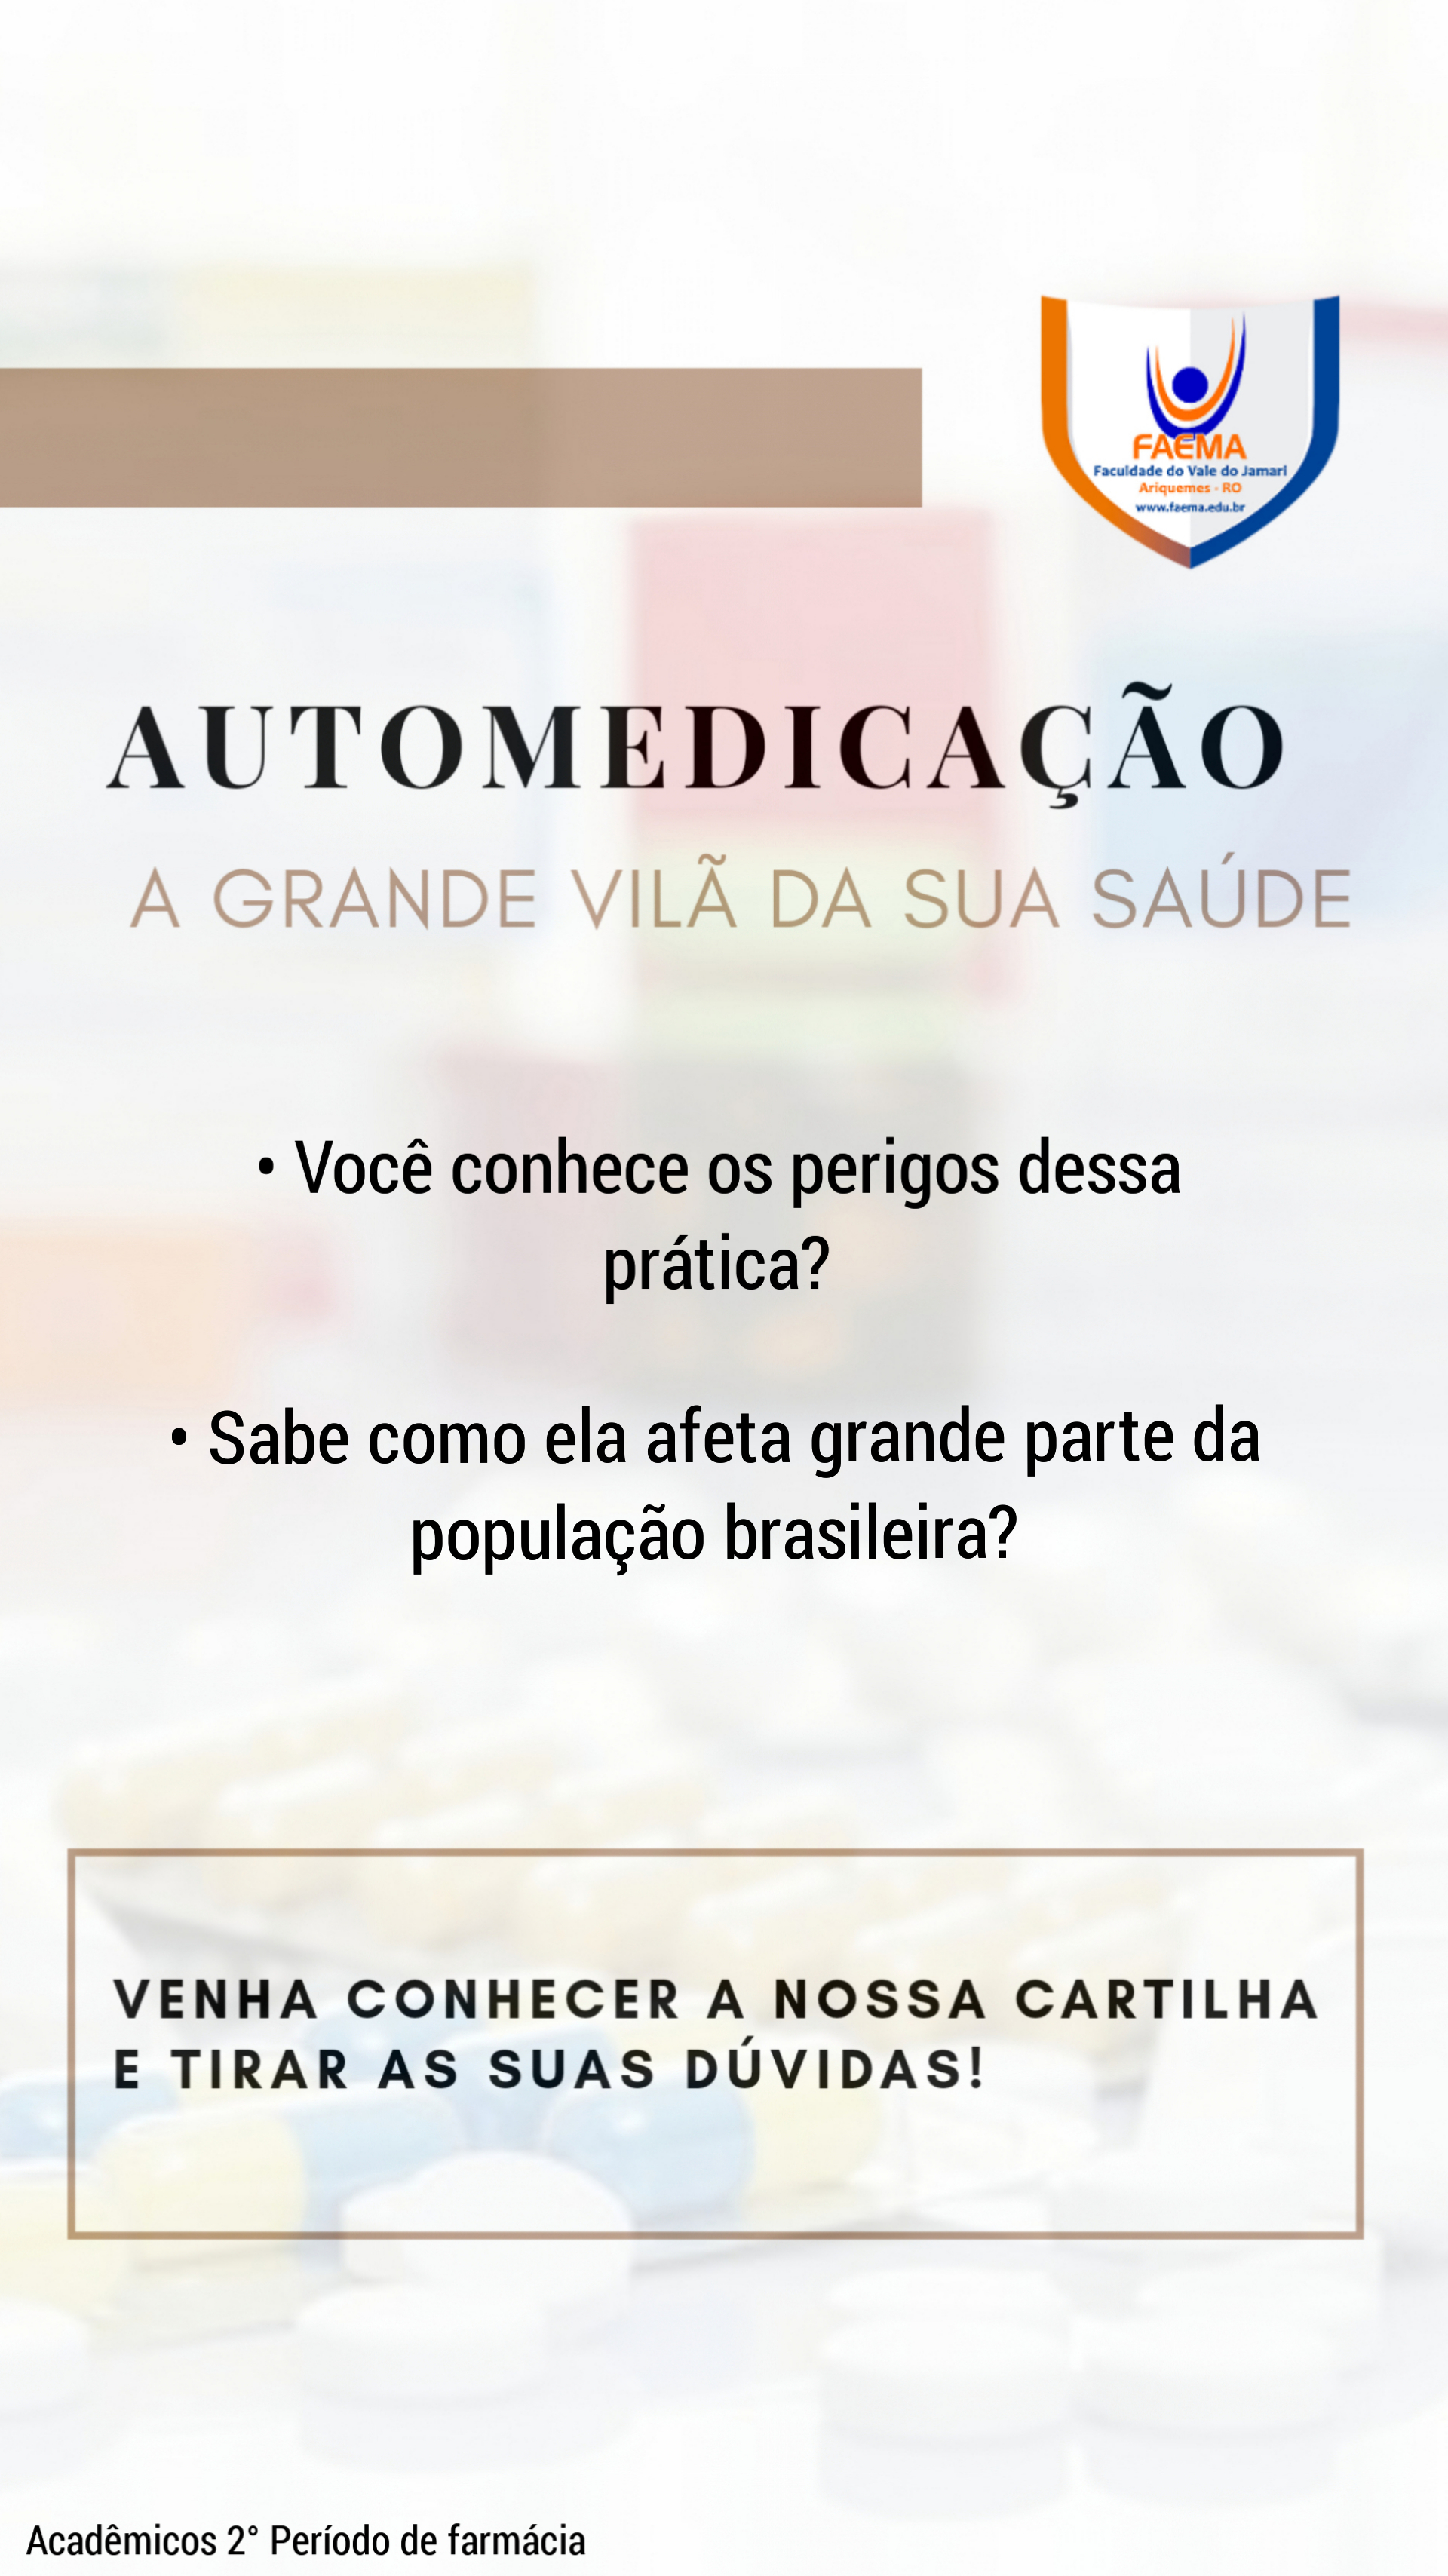 FAEMA
Faculdade do Vale do Jamari
Ariquemes - RO
www.faema.edu.br
AUTOMEDICAÇÃO
A GRANDE VILÃ DA SUA SAÚDE
• Você conhece os perigos dessa
prática?
• Sabe como ela afeta grande parte da
população brasileira?
VENHA CONHECER A NOSSA CARTILHA
E TIRAR AS SUAS DÚVIDAS!
Acadêmicos 2° Período de farmácia